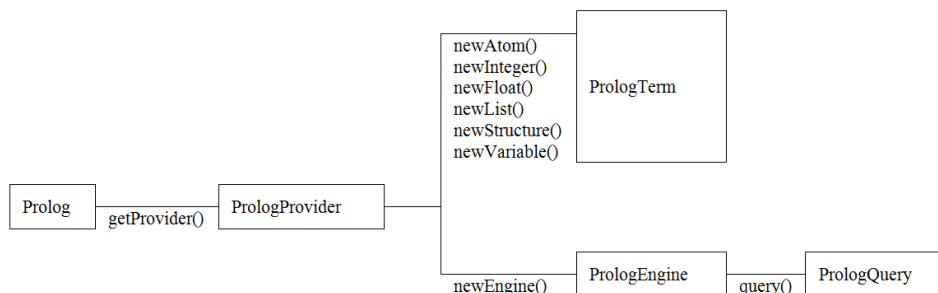 newAtom()
newInteger()
newFloat()
newList()
newStructure()
newVariable()
PrologTerm
Prolog
getProvider()
PrologProvider
newEngine()
PrologEngine
query()
PrologQuery